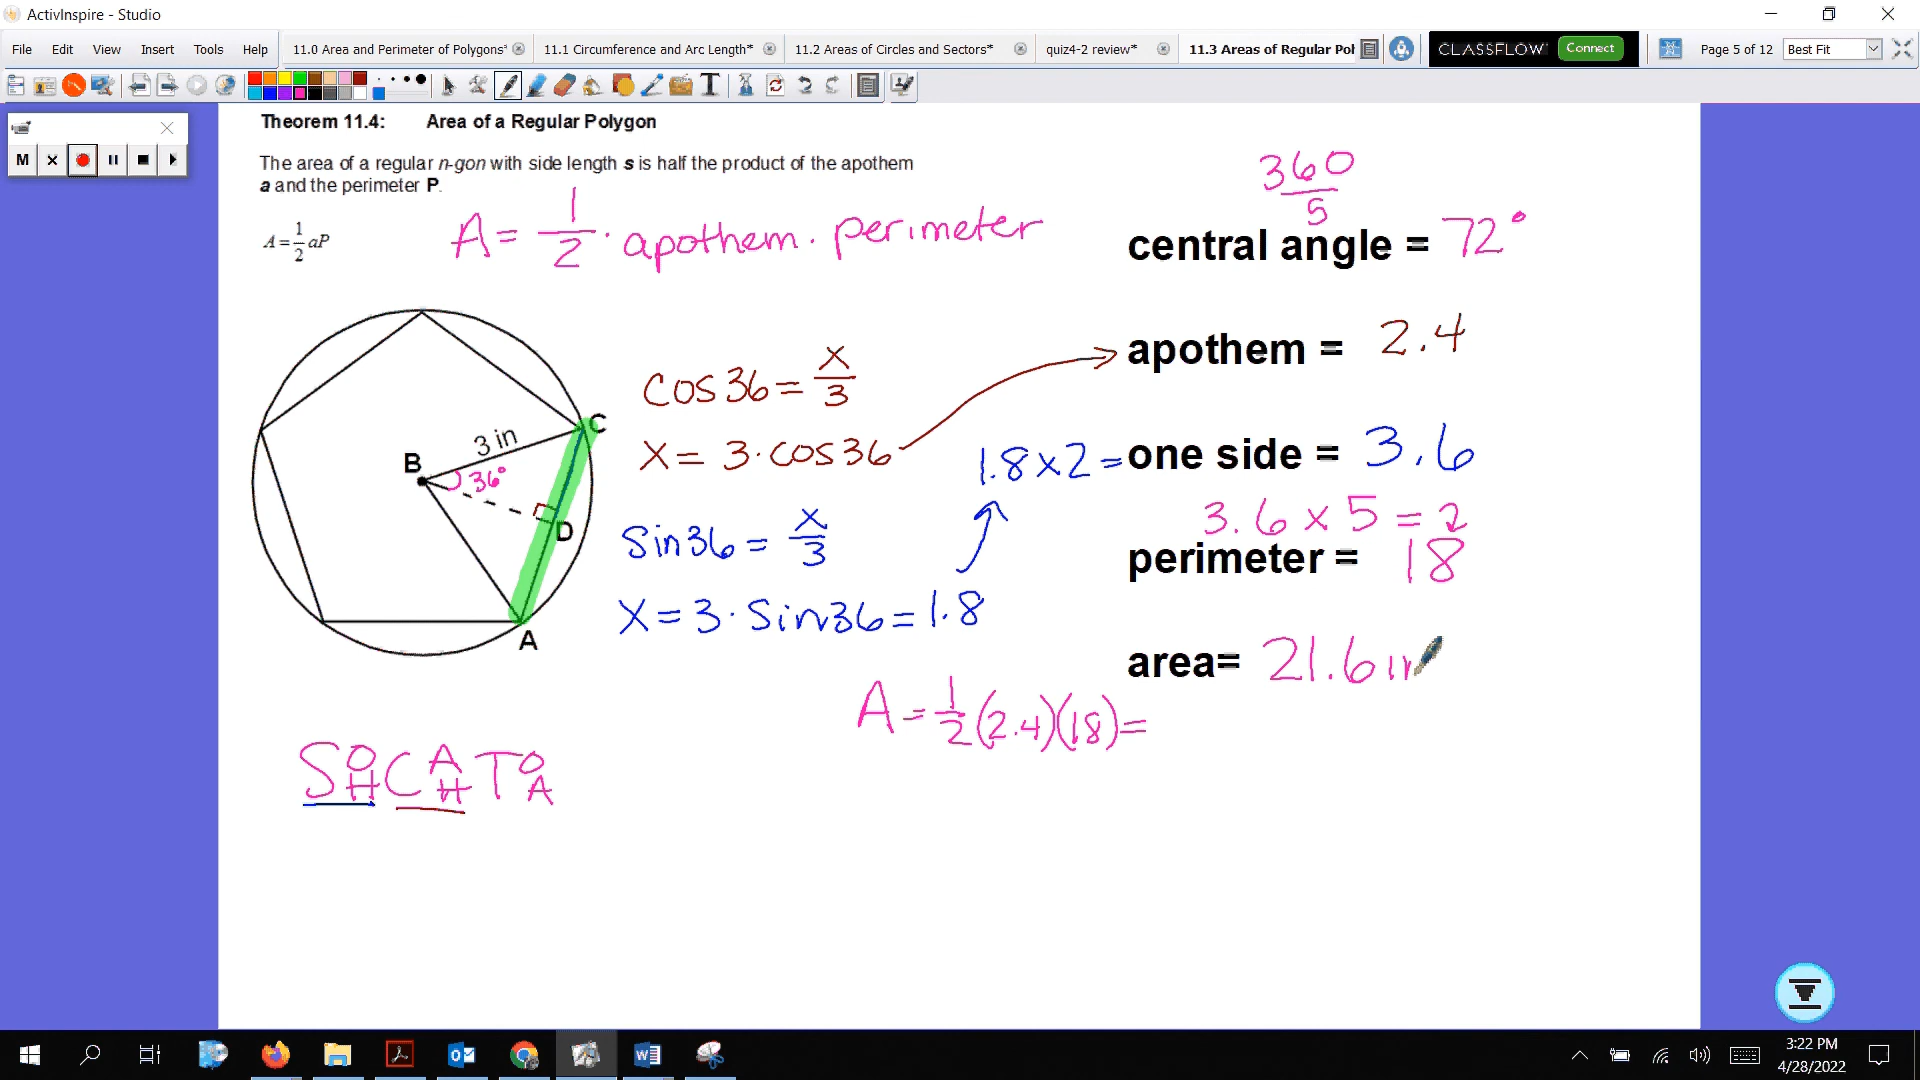 ActivInspire - Studio
File Edit View Insert Tools Help
11.0 Area and Perimeter of Polygons* 11.1 Circumference and Arc Length* 11.2 Areas of Circles and Sectors* quiz4-2 review* 11.3 Areas of Regular Pol
CLASSFLOW Connect
Page 5 of 12 Best Fit
T
M
Theorem 11.4: Area of a Regular Polygon
The area of a regular n-gon with side length s is half the product of the apothem
a and the perimeter P.
A = 1/2 aP
A = 1/2 · apothem · perimeter
360/5
central angle = 72°
cos 36 = x/3
x = 3 · cos 36
apothem = 2.4
1.8 x 2 = one side = 3.6
B 3 in C
36°
D
A
sin 36 = x/3
x = 3 · sin 36 = 1.8
3.6 x 5 = 2
perimeter = 18
area= 21.6 in
A = 1/2 (2.4)(18) =
S O/H C A/H T O/A
3:22 PM
4/28/2022